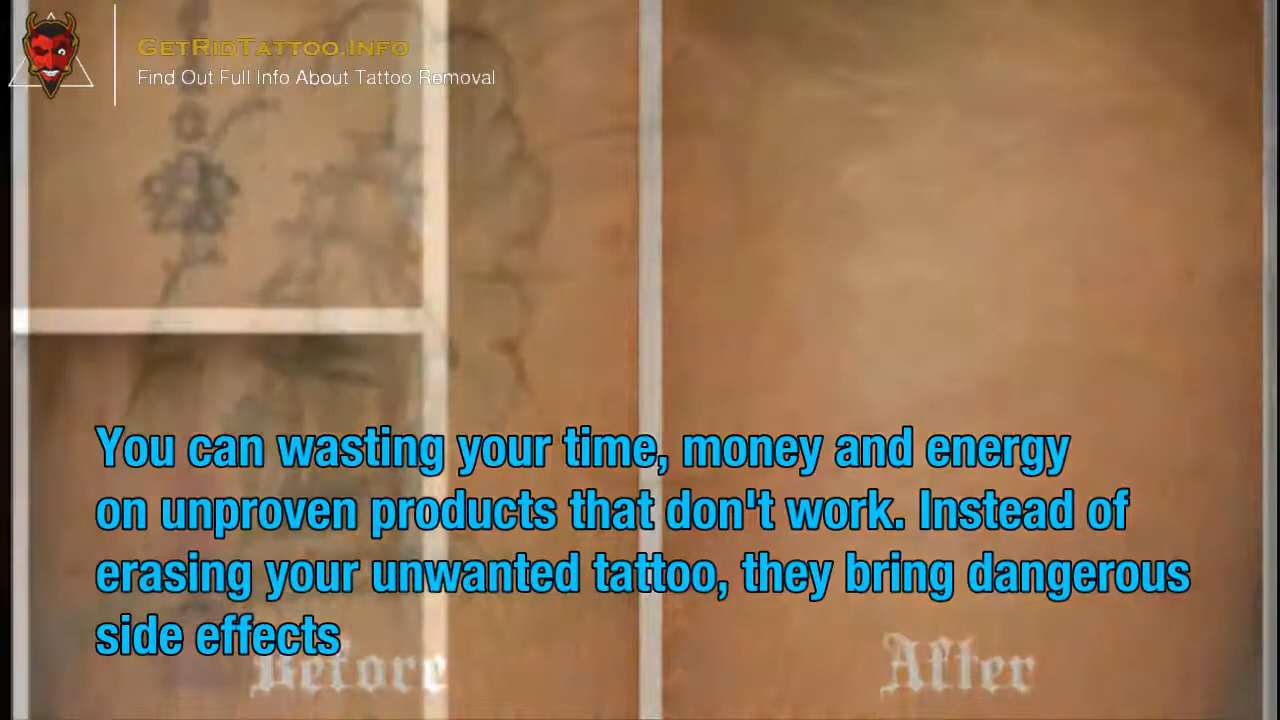 GetRidTattoo.Info
Find Out Full Info About Tattoo Removal
You can wasting your time, money and energy
on unproven products that don't work. Instead of
erasing your unwanted tattoo, they bring dangerous
side effects
Before
After